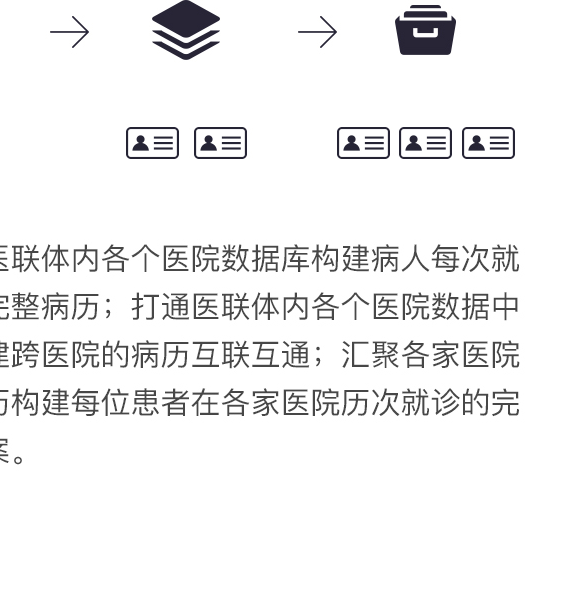 医联体内各个医院数据库构建病人每次就
完整病历；打通医联体内各个医院数据中
建跨医院的病历互联互通；汇聚各家医院
历构建每位患者在各家医院历次就诊的完
案。